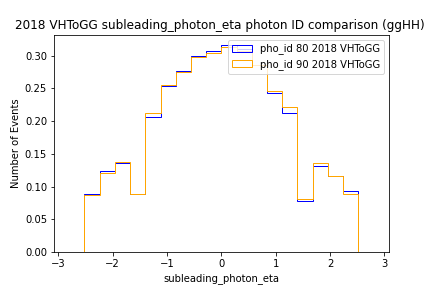 2018 VHToGG subleading_photon_eta photon ID comparison (ggHH)
pho_id 80 2018 VHToGG
pho_id 90 2018 VHToGG
Number of Events
0.30
0.25
0.20
0.15
0.10
0.05
0.00
−3 −2 −1 0 1 2 3
subleading_photon_eta